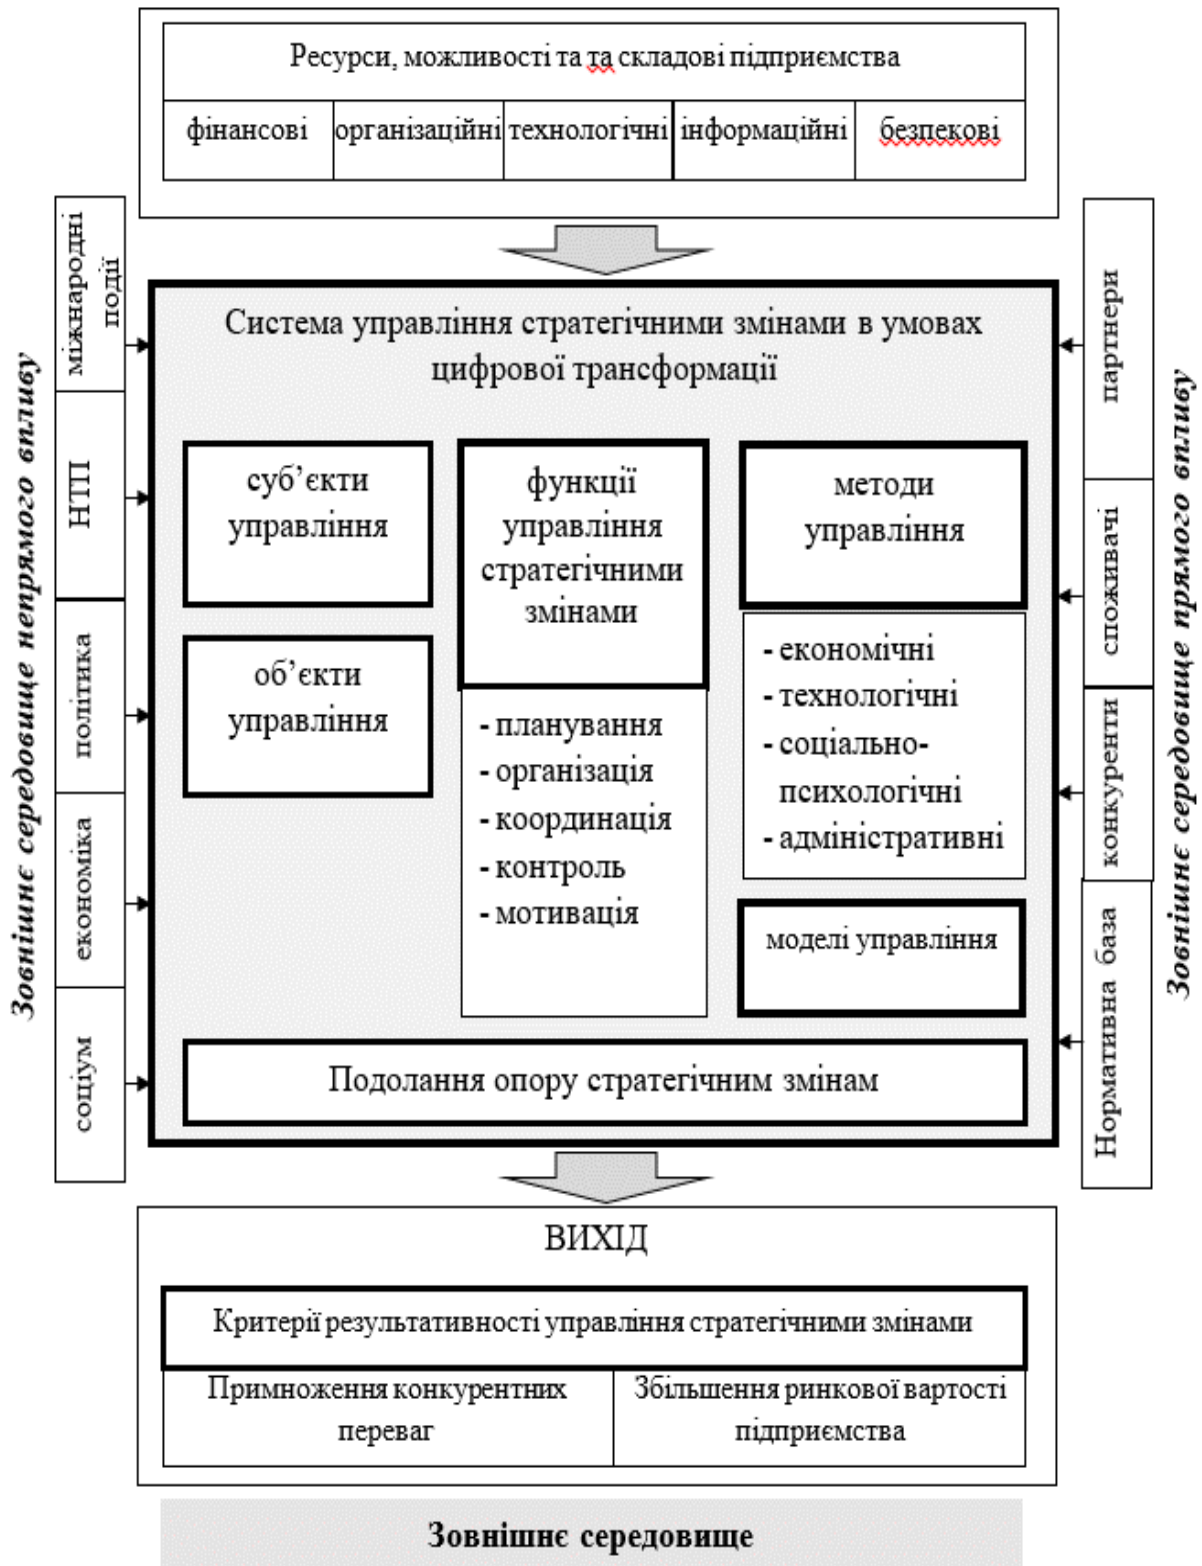 Ресурси, можливості та та складові підприємства
фінансові
організаційні
технологічні
інформаційні
безпекові
Зовнішнє середовище непрямого впливу
міжнародні
події
НТП
політика
економіка
соціум
Система управління стратегічними змінами в умовах
цифрової трансформації
суб’єкти
управління
об’єкти
управління
функції
управління
стратегічними
змінами
- планування
- організація
- координація
- контроль
- мотивація
методи
управління
- економічні
- технологічні
- соціально-
психологічні
- адміністративні
моделі управління
Подолання опору стратегічним змінам
партнери
споживачі
конкуренти
Нормативна база
Зовнішнє середовище прямого впливу
ВИХІД
Критерії результативності управління стратегічними змінами
Примноження конкурентних
переваг
Збільшення ринкової вартості
підприємства
Зовнішнє середовище